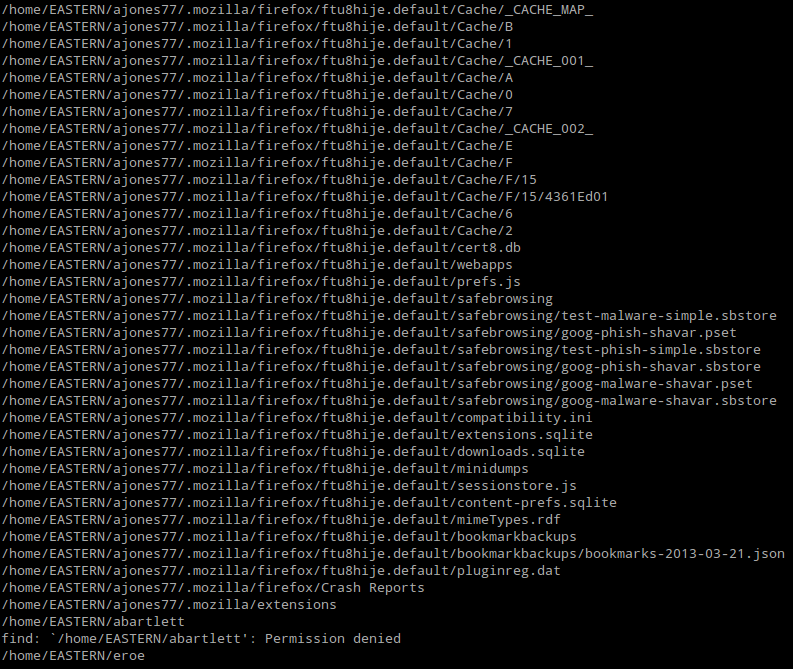 /home/EASTERN/ajones77/.mozilla/firefox/ftu8hije.default/Cache/_CACHE_MAP_
/home/EASTERN/ajones77/.mozilla/firefox/ftu8hije.default/Cache/B
/home/EASTERN/ajones77/.mozilla/firefox/ftu8hije.default/Cache/1
/home/EASTERN/ajones77/.mozilla/firefox/ftu8hije.default/Cache/_CACHE_001_
/home/EASTERN/ajones77/.mozilla/firefox/ftu8hije.default/Cache/A
/home/EASTERN/ajones77/.mozilla/firefox/ftu8hije.default/Cache/0
/home/EASTERN/ajones77/.mozilla/firefox/ftu8hije.default/Cache/7
/home/EASTERN/ajones77/.mozilla/firefox/ftu8hije.default/Cache/_CACHE_002_
/home/EASTERN/ajones77/.mozilla/firefox/ftu8hije.default/Cache/E
/home/EASTERN/ajones77/.mozilla/firefox/ftu8hije.default/Cache/F
/home/EASTERN/ajones77/.mozilla/firefox/ftu8hije.default/Cache/F/15
/home/EASTERN/ajones77/.mozilla/firefox/ftu8hije.default/Cache/F/15/4361Ed01
/home/EASTERN/ajones77/.mozilla/firefox/ftu8hije.default/Cache/6
/home/EASTERN/ajones77/.mozilla/firefox/ftu8hije.default/Cache/2
/home/EASTERN/ajones77/.mozilla/firefox/ftu8hije.default/cert8.db
/home/EASTERN/ajones77/.mozilla/firefox/ftu8hije.default/webapps
/home/EASTERN/ajones77/.mozilla/firefox/ftu8hije.default/prefs.js
/home/EASTERN/ajones77/.mozilla/firefox/ftu8hije.default/safebrowsing
/home/EASTERN/ajones77/.mozilla/firefox/ftu8hije.default/safebrowsing/test-malware-simple.sbstore
/home/EASTERN/ajones77/.mozilla/firefox/ftu8hije.default/safebrowsing/goog-phish-shavar.pset
/home/EASTERN/ajones77/.mozilla/firefox/ftu8hije.default/safebrowsing/test-phish-simple.sbstore
/home/EASTERN/ajones77/.mozilla/firefox/ftu8hije.default/safebrowsing/goog-phish-shavar.sbstore
/home/EASTERN/ajones77/.mozilla/firefox/ftu8hije.default/safebrowsing/goog-malware-shavar.pset
/home/EASTERN/ajones77/.mozilla/firefox/ftu8hije.default/safebrowsing/goog-malware-shavar.sbstore
/home/EASTERN/ajones77/.mozilla/firefox/ftu8hije.default/compatibility.ini
/home/EASTERN/ajones77/.mozilla/firefox/ftu8hije.default/extensions.sqlite
/home/EASTERN/ajones77/.mozilla/firefox/ftu8hije.default/downloads.sqlite
/home/EASTERN/ajones77/.mozilla/firefox/ftu8hije.default/minidumps
/home/EASTERN/ajones77/.mozilla/firefox/ftu8hije.default/sessionstore.js
/home/EASTERN/ajones77/.mozilla/firefox/ftu8hije.default/content-prefs.sqlite
/home/EASTERN/ajones77/.mozilla/firefox/ftu8hije.default/mimeTypes.rdf
/home/EASTERN/ajones77/.mozilla/firefox/ftu8hije.default/bookmarkbackups
/home/EASTERN/ajones77/.mozilla/firefox/ftu8hije.default/bookmarkbackups/bookmarks-2013-03-21.json
/home/EASTERN/ajones77/.mozilla/firefox/ftu8hije.default/pluginreg.dat
/home/EASTERN/ajones77/.mozilla/firefox/Crash Reports
/home/EASTERN/ajones77/.mozilla/extensions
/home/EASTERN/abartlett
find: `/home/EASTERN/abartlett': Permission denied
/home/EASTERN/eroe